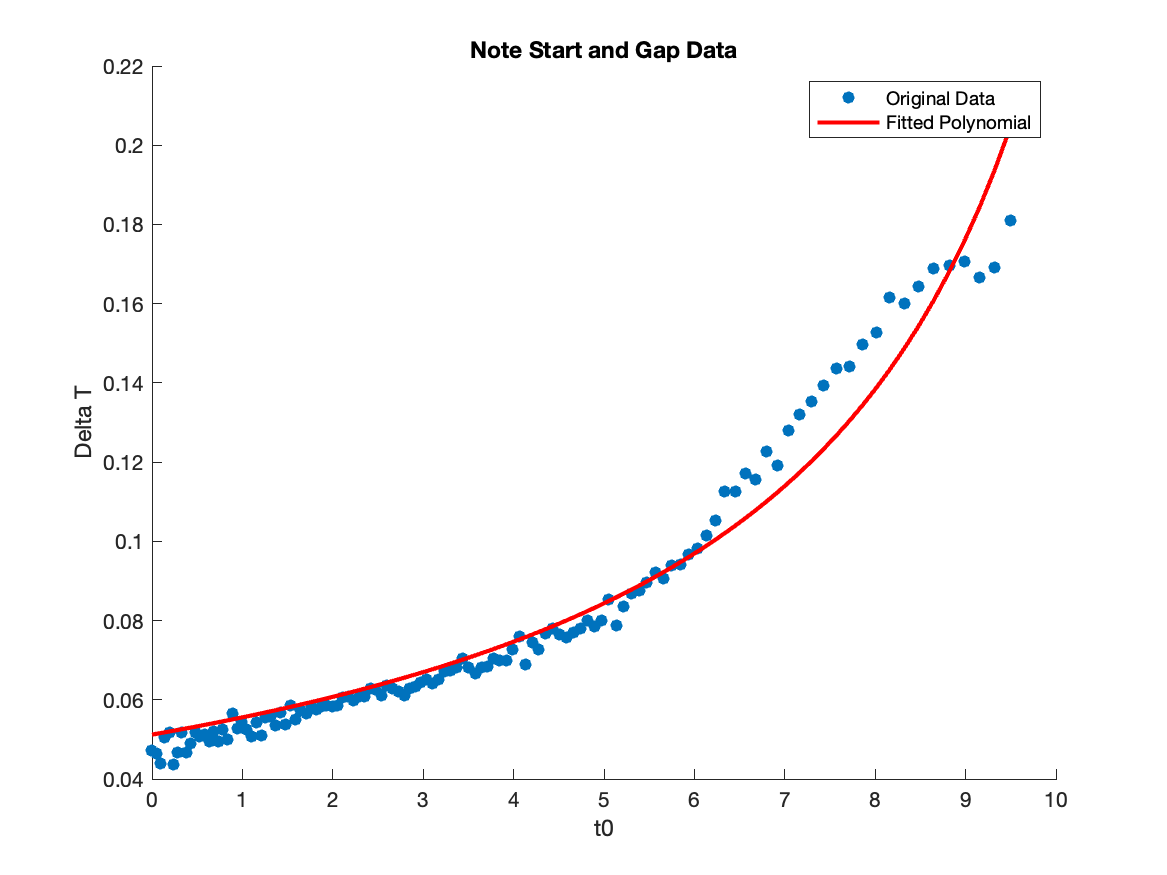 Note Start and Gap Data
Original Data
Fitted Polynomial
0.22
0.2
0.18
0.16
0.14
0.12
0.1
0.08
0.06
0.04
Delta T
0 1 2 3 4 5 6 7 8 9 10
t0